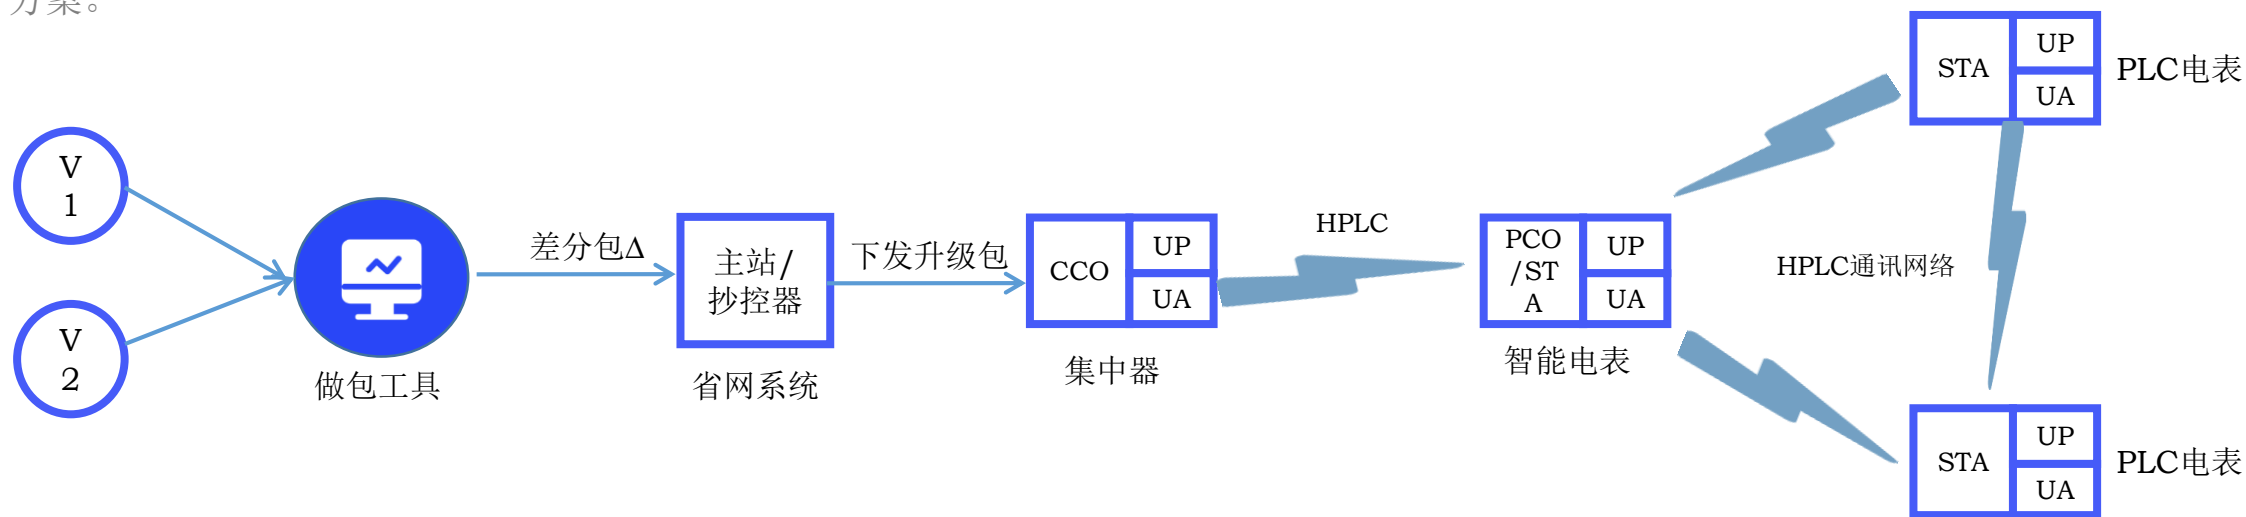 方案。
V
1
V
2
做包工具
差分包Δ
主站/
抄控器
省网系统
下发升级包
CCO
UP
UA
集中器
HPLC
PCO
/ST
A
UP
UA
智能电表
HPLC通讯网络
STA
UP
UA
PLC电表
STA
UP
UA
PLC电表